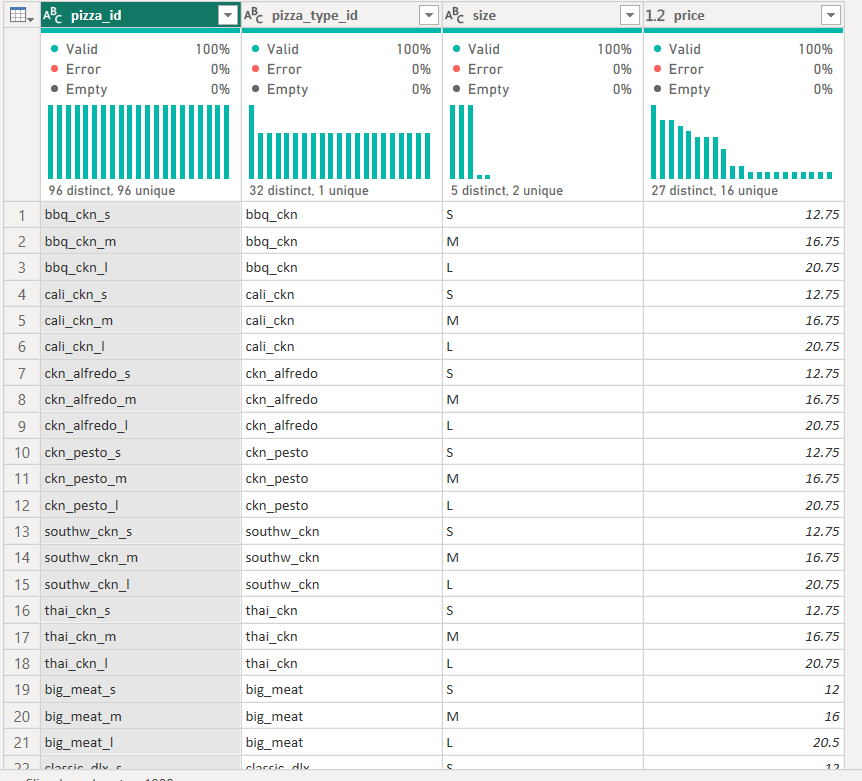 ABC pizza_id ABC pizza_type_id ABC size 1.2 price
Valid 100% Valid 100% Valid 100% Valid 100%
Error 0% Error 0% Error 0% Error 0%
Empty 0% Empty 0% Empty 0% Empty 0%
96 distinct, 96 unique 32 distinct, 1 unique 5 distinct, 2 unique 27 distinct, 16 unique
1 bbq_ckn_s bbq_ckn S 12.75
2 bbq_ckn_m bbq_ckn M 16.75
3 bbq_ckn_l bbq_ckn L 20.75
4 cali_ckn_s cali_ckn S 12.75
5 cali_ckn_m cali_ckn M 16.75
6 cali_ckn_l cali_ckn L 20.75
7 ckn_alfredo_s ckn_alfredo S 12.75
8 ckn_alfredo_m ckn_alfredo M 16.75
9 ckn_alfredo_l ckn_alfredo L 20.75
10 ckn_pesto_s ckn_pesto S 12.75
11 ckn_pesto_m ckn_pesto M 16.75
12 ckn_pesto_l ckn_pesto L 20.75
13 southw_ckn_s southw_ckn S 12.75
14 southw_ckn_m southw_ckn M 16.75
15 southw_ckn_l southw_ckn L 20.75
16 thai_ckn_s thai_ckn S 12.75
17 thai_ckn_m thai_ckn M 16.75
18 thai_ckn_l thai_ckn L 20.75
19 big_meat_s big_meat S 12
20 big_meat_m big_meat M 16
21 big_meat_l big_meat L 20.5
22 classic_dlx_s classic_dlx S 12